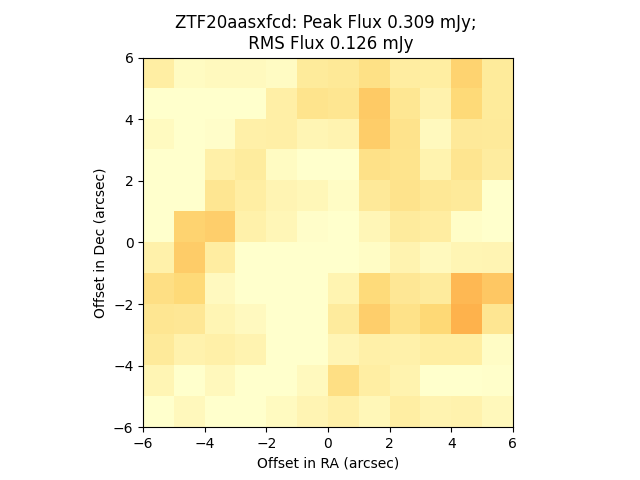 ZTF20aasxfcd: Peak Flux 0.309 mJy;
RMS Flux 0.126 mJy
6
4
2
0
−2
−4
−6
Offset in Dec (arcsec)
−6 −4 −2 0 2 4 6
Offset in RA (arcsec)